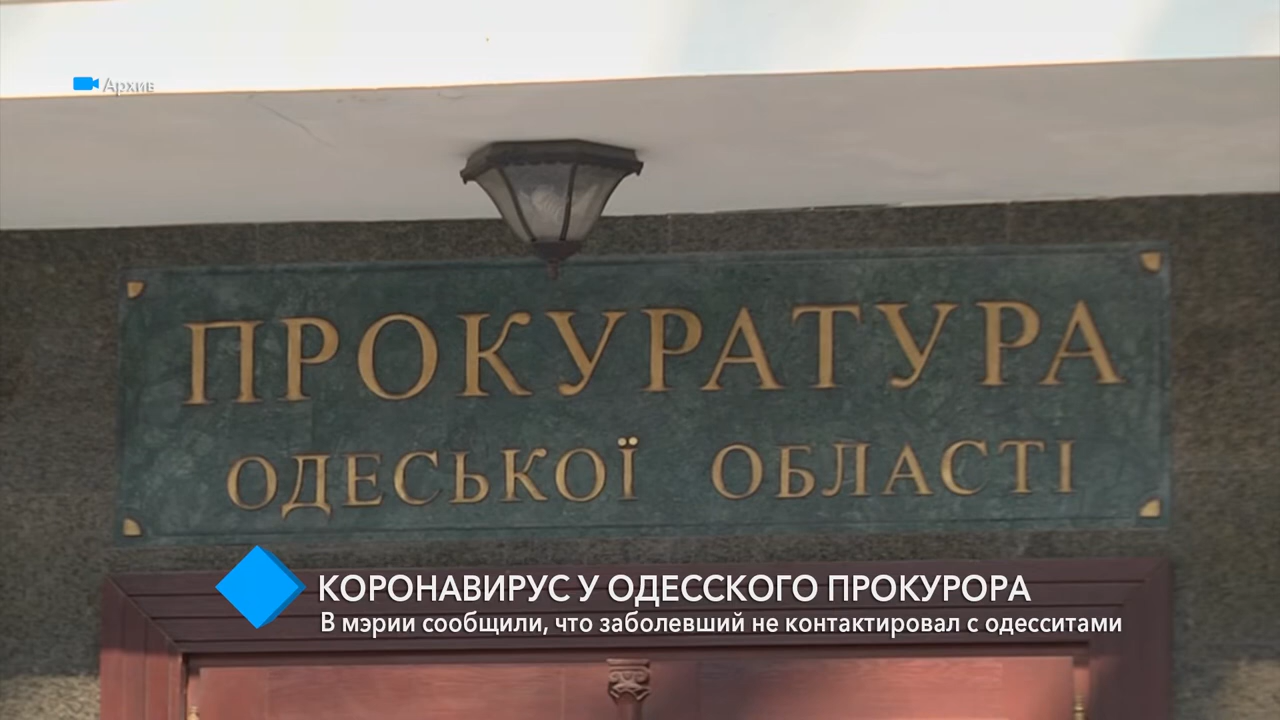 Архив
ПРОКУРАТУРА
ОДЕСЬКОЇ ОБЛАСТІ
КОРОНАВИРУС У ОДЕССКОГО ПРОКУРОРА
В мэрии сообщили, что заболевший не контактировал с одесситами